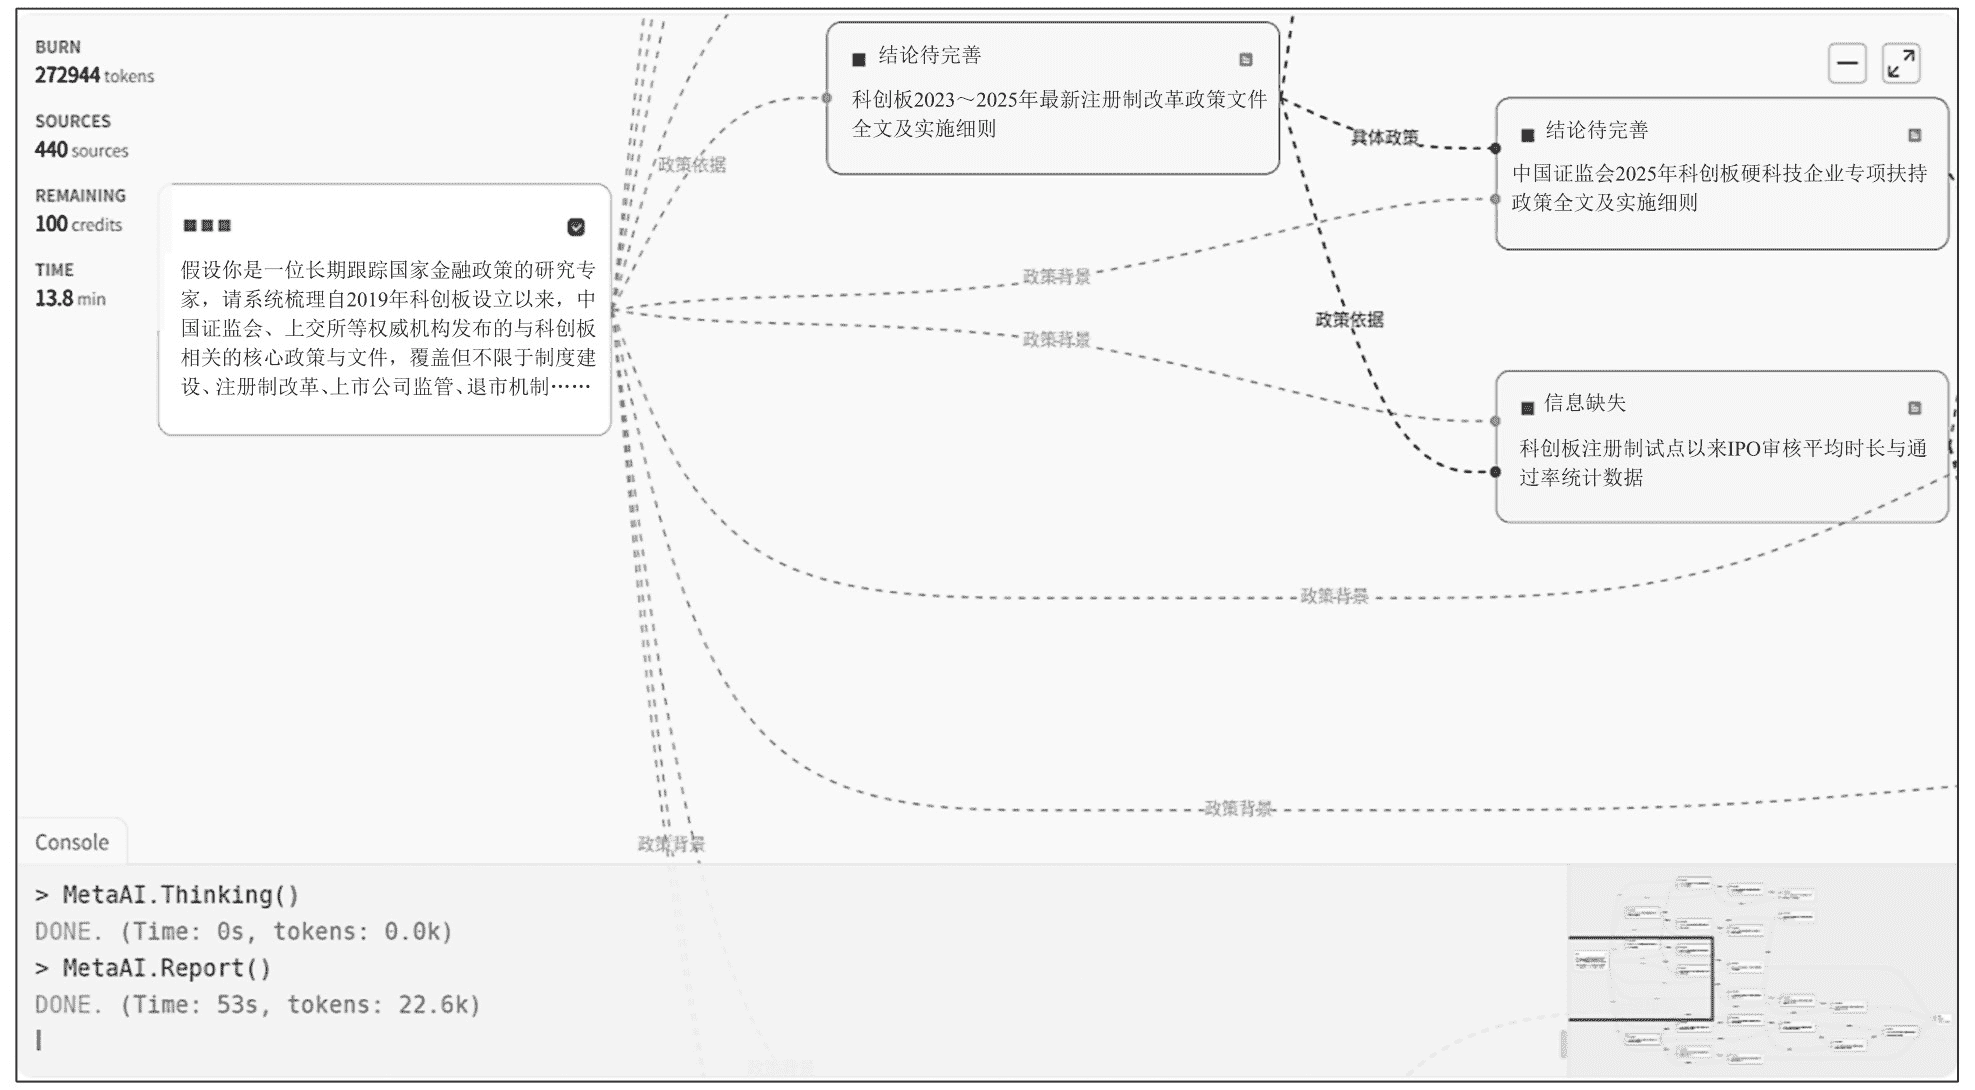 BURN
272944 tokens
SOURCES
440 sources
REMAINING
100 credits
TIME
13.8 min
假设你是一位长期跟踪国家金融政策的研究专
家，请系统梳理自2019年科创板设立以来，中
国证监会、上交所等权威机构发布的与科创板
相关的核心政策与文件，覆盖但不限于制度建
设、注册制改革、上市公司监管、退市机制……
政策依据
结论待完善
科创板2023～2025年最新注册制改革政策文件
全文及实施细则
具体政策
结论待完善
中国证监会2025年科创板硬科技企业专项扶持
政策全文及实施细则
政策背景
政策依据
政策背景
信息缺失
科创板注册制试点以来IPO审核平均时长与通
过率统计数据
政策背景
政策背景
政策背景
Console
> MetaAI.Thinking()
DONE. (Time: 0s, tokens: 0.0k)
> MetaAI.Report()
DONE. (Time: 53s, tokens: 22.6k)
政策背景